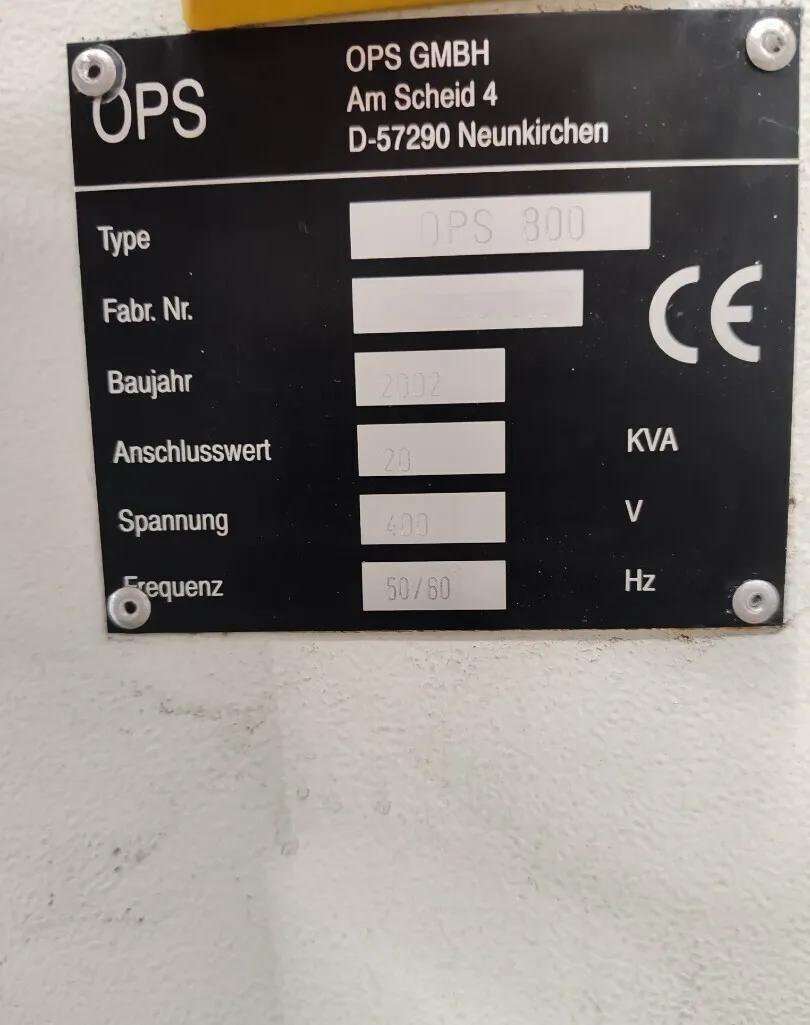 OPS
OPS GMBH
Am Scheid 4
D-57290 Neunkirchen
Type OPS 800
Fabr. Nr.
CE
Baujahr 2002
Anschlusswert 20 KVA
Spannung 400 V
Frequenz 50/60 Hz